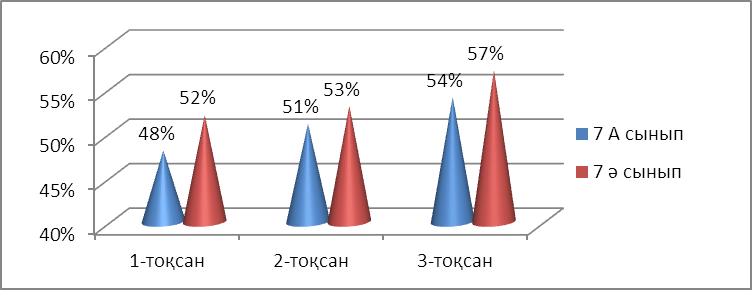 60%
55%
50%
45%
40%
48%
52%
51%
53%
54%
57%
1-тоқсан
2-тоқсан
3-тоқсан
7 А сынып
7 ә сынып